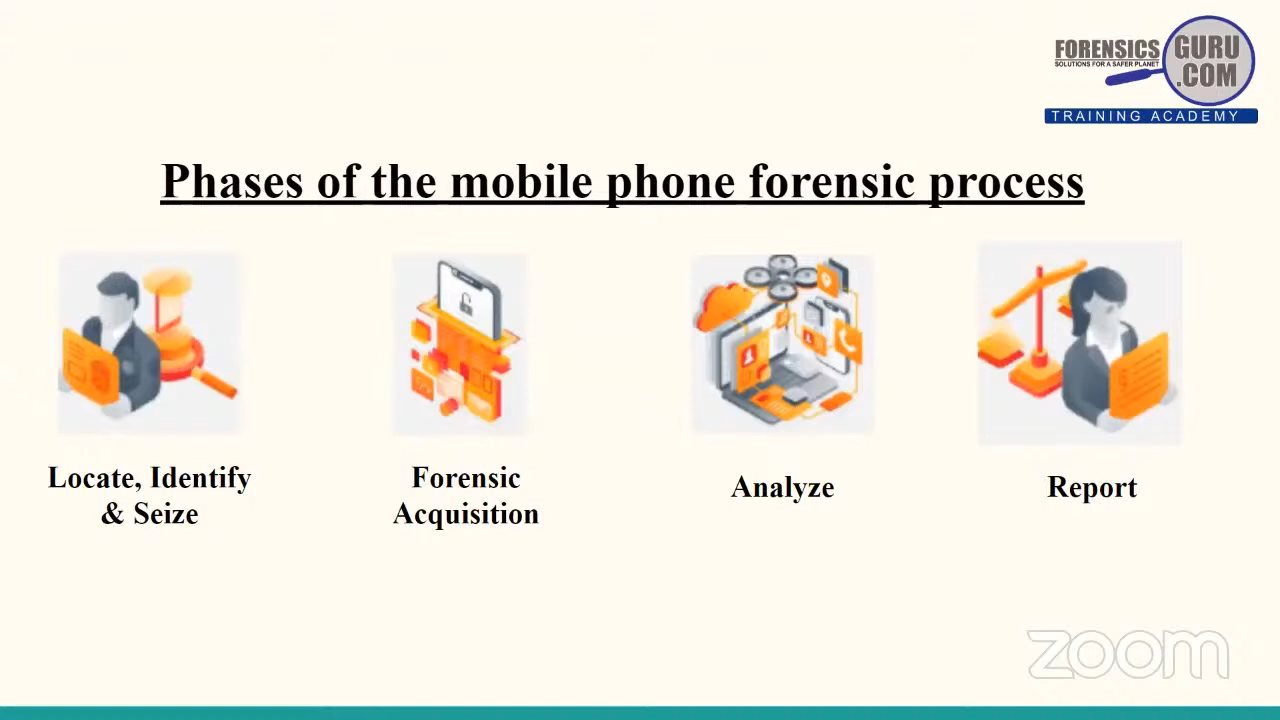 FORENSICS
SOLUTIONS FOR A SAFER PLANET
GURU
.COM
TRAINING ACADEMY
Phases of the mobile phone forensic process
Locate, Identify
& Seize
Forensic
Acquisition
Analyze
Report
zoom